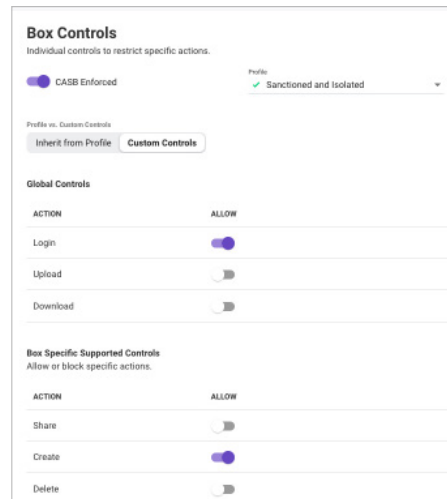 Box Controls
Individual controls to restrict specific actions.
CASB Enforced
Profile
Sanctioned and Isolated
Profile vs. Custom Controls
Inherit from Profile Custom Controls
Global Controls
ACTION ALLOW
Login
Upload
Download
Box Specific Supported Controls
Allow or block specific actions.
ACTION ALLOW
Share
Create
Delete